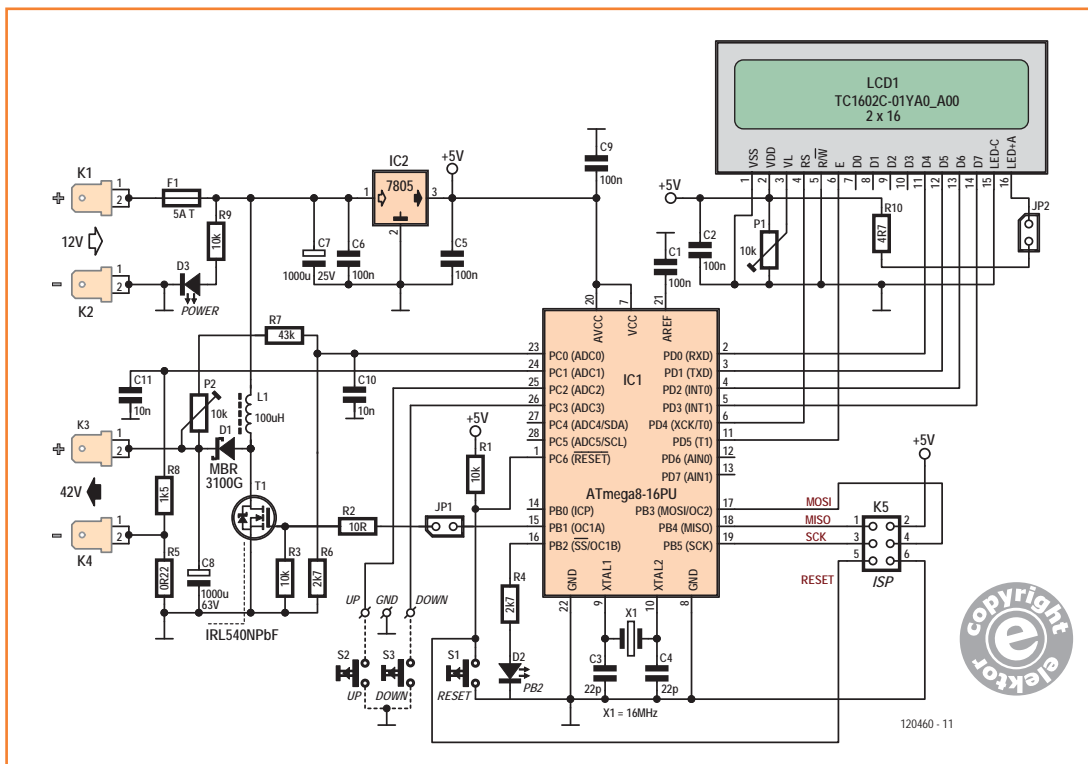 LCD1
TC1602C-01YA0_A00
2 x 16
VSS
VDD
VL
RS
R/W
E
D0
D1
D2
D3
D4
D5
D6
D7
LED-C
LED+A
1
2
3
4
5
6
7
8
9
10
11
12
13
14
15
16
K1
+
1
2
F1
5A T
R9
10k
12V
-
1
2
K2
D3
POWER
IC2
7805
1
3
2
+5V
C7
1000u
25V
C6
100n
C5
100n
C9
100n
+5V
C1
100n
C2
100n
P1
10k
R10
4R7
JP2
20
7
21
AVCC
VCC
AREF
IC1
ATmega8-16PU
23
PC0 (ADC0)
24
PC1 (ADC1)
25
PC2 (ADC2)
26
PC3 (ADC3)
27
PC4 (ADC4/SDA)
28
PC5 (ADC5/SCL)
1
PC6 (RESET)
14
PB0 (ICP)
15
PB1 (OC1A)
16
PB2 (SS/OC1B)
PD0 (RXD)
2
PD1 (TXD)
3
PD2 (INT0)
4
PD3 (INT1)
5
PD4 (XCK/T0)
6
PD5 (T1)
11
PD6 (AIN0)
12
PD7 (AIN1)
13
PB3 (MOSI/OC2)
17
PB4 (MISO)
18
PB5 (SCK)
19
GND
XTAL1
XTAL2
GND
22
9
10
8
R7
43k
C11
10n
P2
10k
L1
100uH
C10
10n
K3
+
1
2
D1
MBR
3100G
42V
R8
1k5
T1
-
1
2
K4
R5
0R22
C8
1000u
63V
IRL540NPbF
R2
10R
JP1
R3
10k
R6
2k7
+5V
R1
10k
UP
GND
DOWN
S2
UP
S3
DOWN
S1
RESET
R4
2k7
D2
PB2
X1
C3
22p
C4
22p
X1 = 16MHz
MOSI
MISO
SCK
RESET
+5V
K5
1
2
3
4
5
6
ISP
copyright
e
elektor
120460 - 11